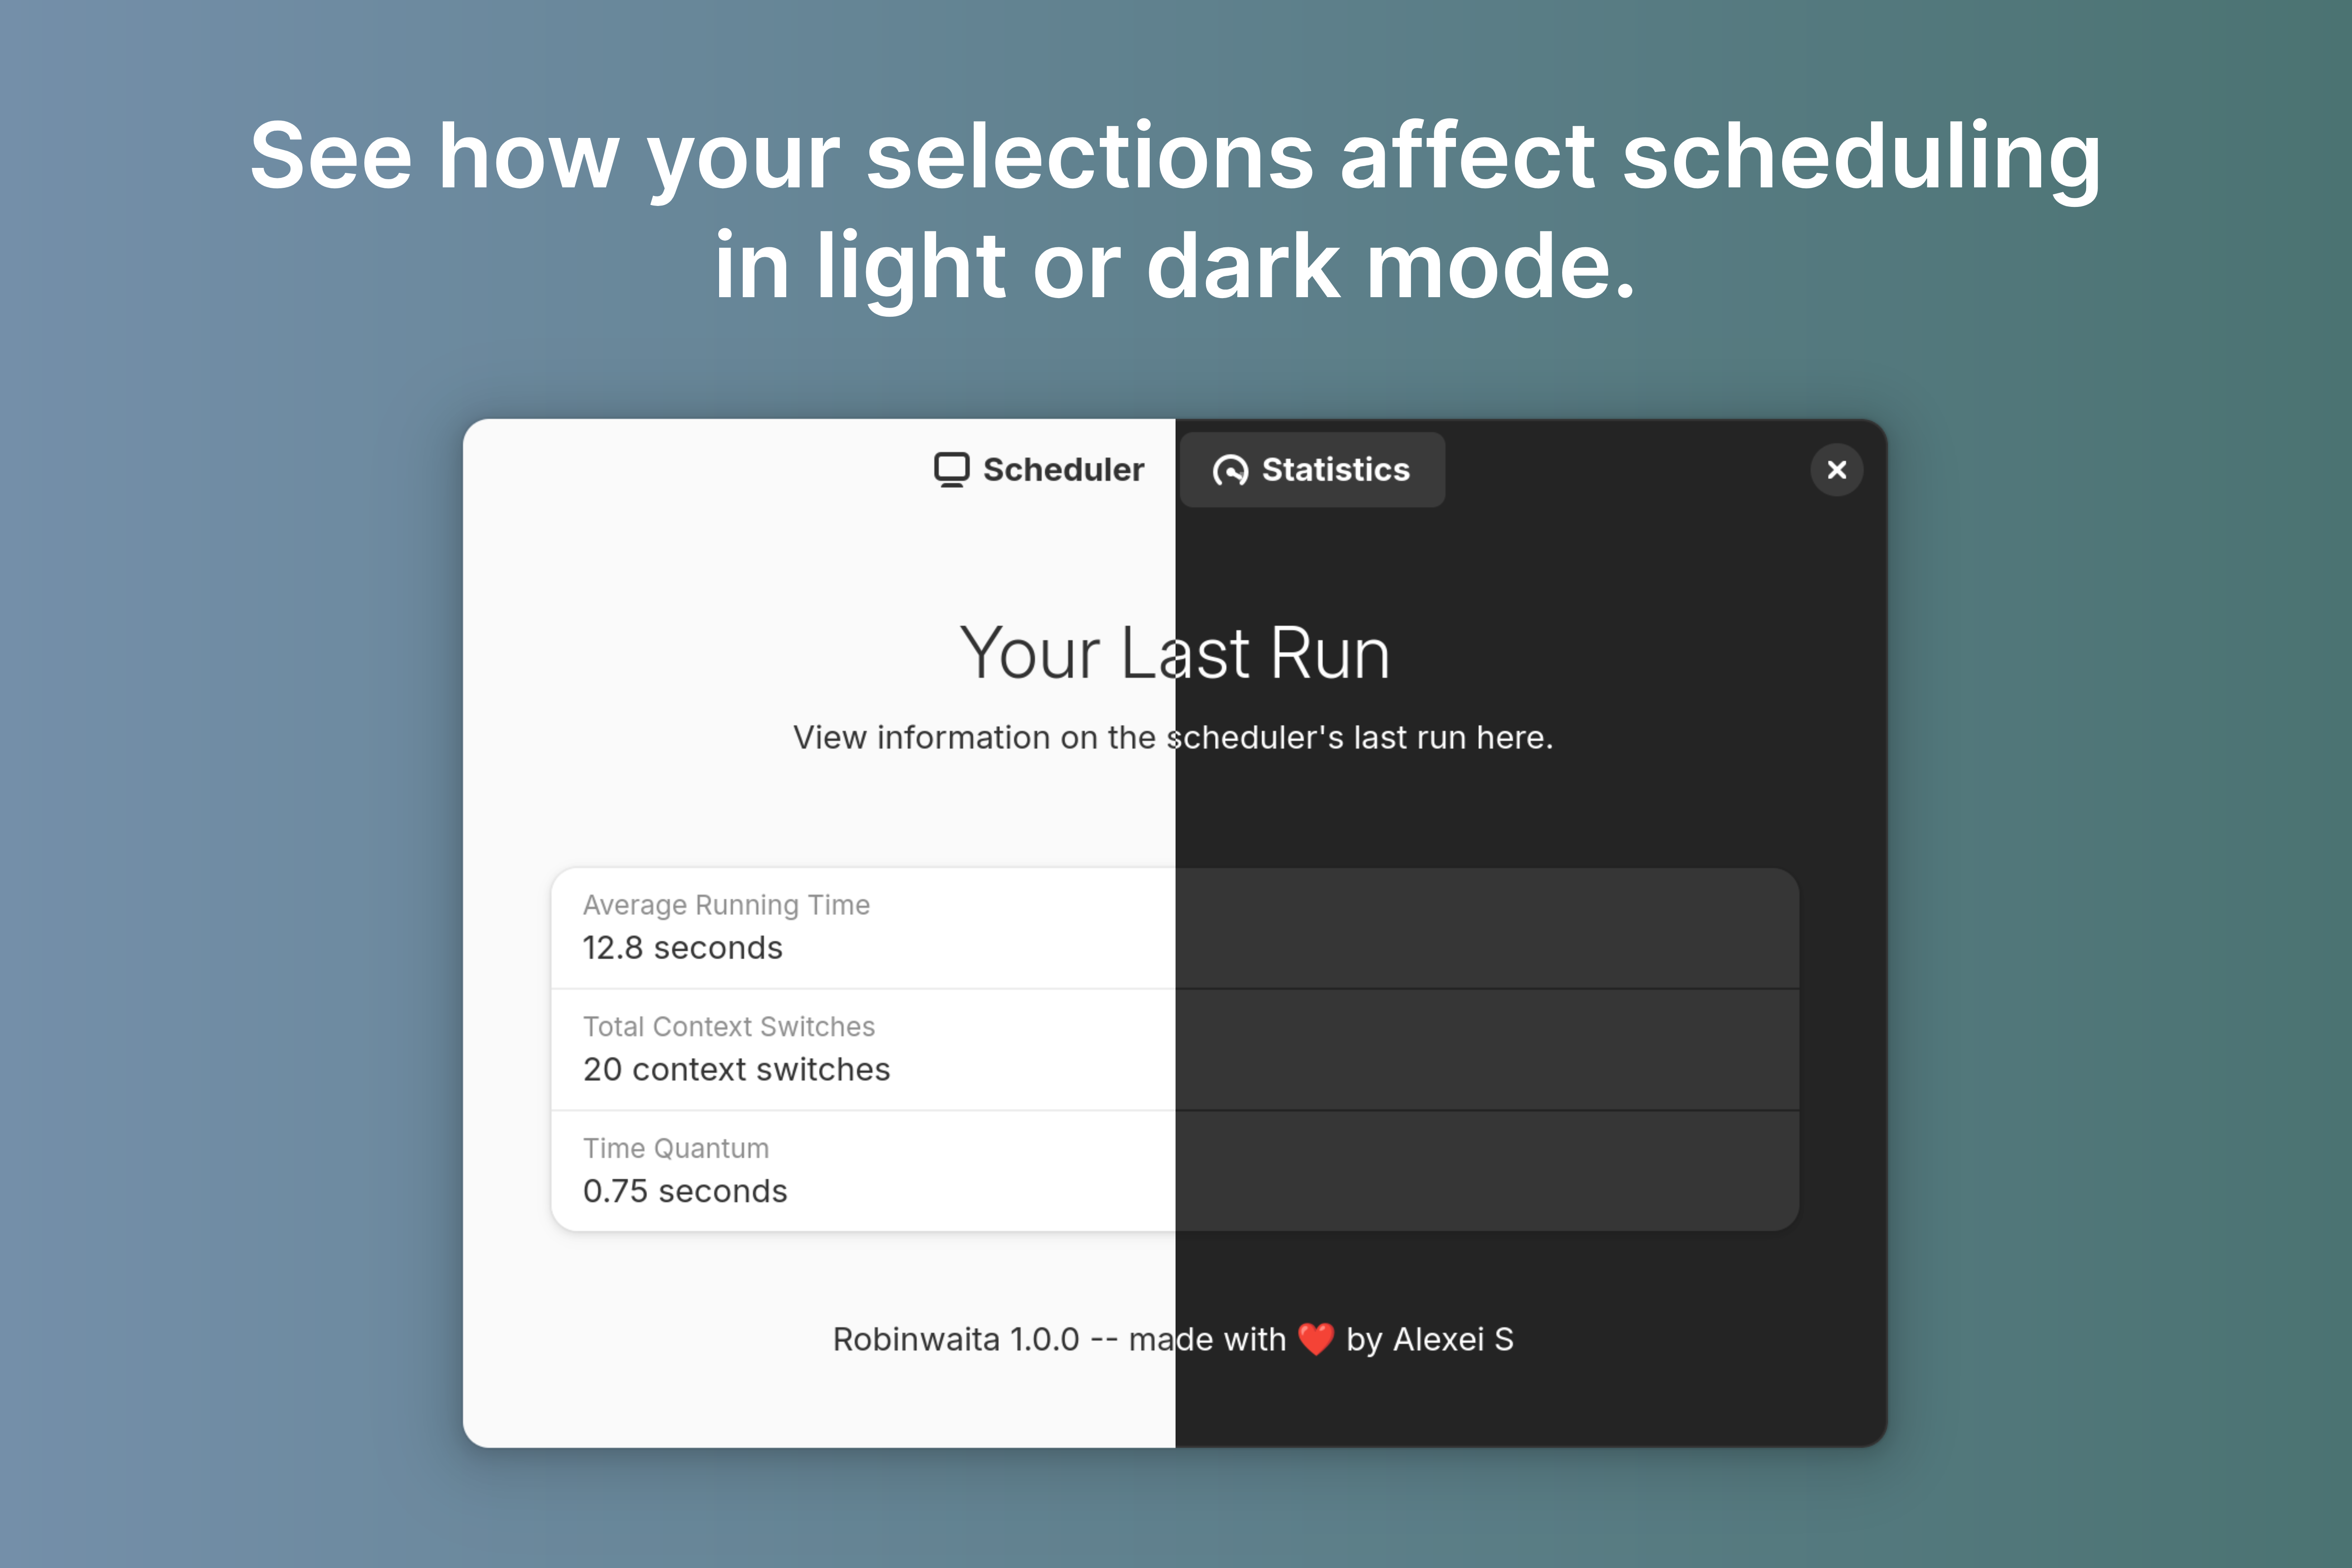 See how your selections affect scheduling
in light or dark mode.
Scheduler
Statistics
Your Last Run
View information on the scheduler's last run here.
Average Running Time
12.8 seconds
Total Context Switches
20 context switches
Time Quantum
0.75 seconds
Robinwaita 1.0.0 -- made with ❤️ by Alexei S